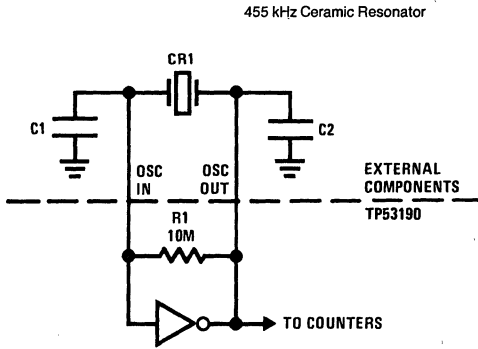 455 kHz Ceramic Resonator
CR1
C1
C2
OSC
IN
OSC
OUT
EXTERNAL
COMPONENTS
TP53190
R1
10M
TO COUNTERS